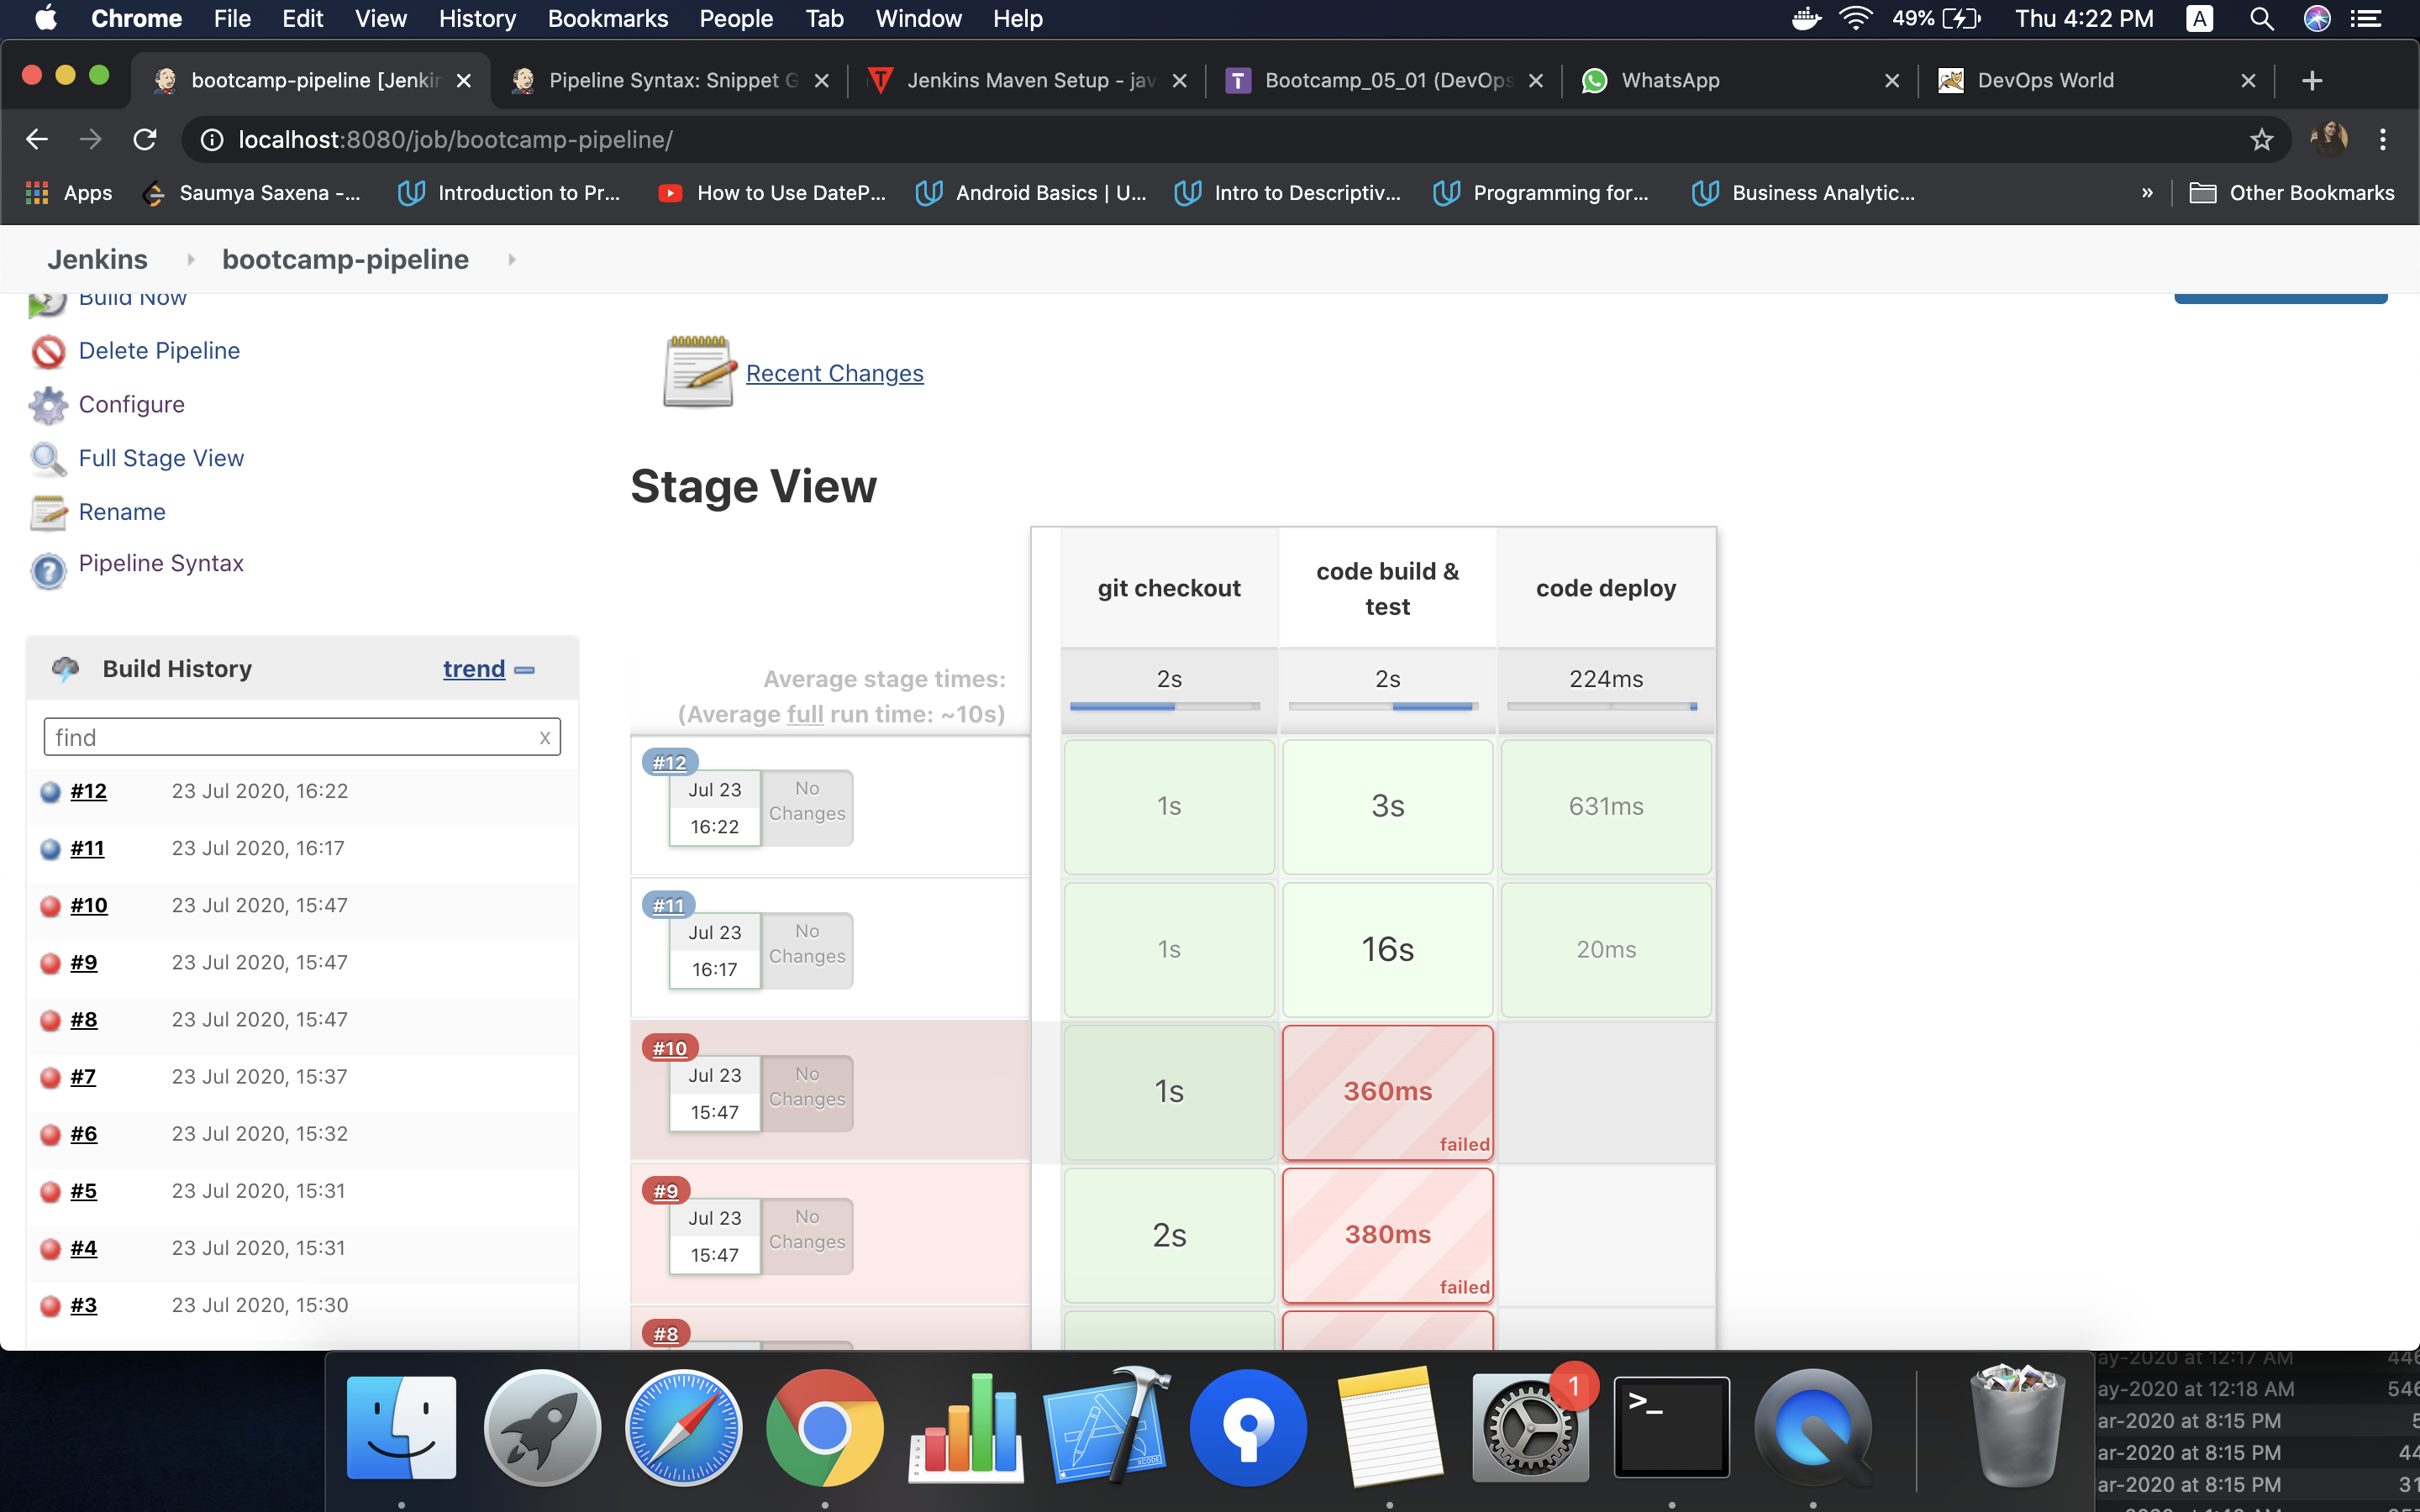 Chrome File Edit View History Bookmarks People Tab Window Help 49% Thu 4:22 PM A
bootcamp-pipeline [Jenkin
Pipeline Syntax: Snippet G
Jenkins Maven Setup - jav
Bootcamp_05_01 (DevOps
WhatsApp
DevOps World
localhost:8080/job/bootcamp-pipeline/
Apps
Saumya Saxena -...
Introduction to Pr...
How to Use DateP...
Android Basics | U...
Intro to Descriptiv...
Programming for...
Business Analytic...
»
Other Bookmarks
Jenkins
bootcamp-pipeline
Build Now
Delete Pipeline
Configure
Full Stage View
Rename
Pipeline Syntax
Build History
trend
find x
#12 23 Jul 2020, 16:22
#11 23 Jul 2020, 16:17
#10 23 Jul 2020, 15:47
#9 23 Jul 2020, 15:47
#8 23 Jul 2020, 15:47
#7 23 Jul 2020, 15:37
#6 23 Jul 2020, 15:32
#5 23 Jul 2020, 15:31
#4 23 Jul 2020, 15:31
#3 23 Jul 2020, 15:30
Recent Changes
Stage View
git checkout
code build &
test
code deploy
Average stage times:
(Average full run time: ~10s)
2s
2s
224ms
#12
Jul 23
16:22
No
Changes
1s
3s
631ms
#11
Jul 23
16:17
No
Changes
1s
16s
20ms
#10
Jul 23
15:47
No
Changes
1s
360ms
failed
#9
Jul 23
15:47
No
Changes
2s
380ms
failed
#8
XCODE
1
>_
ay-2020 at 12:17 AM 446
ay-2020 at 12:18 AM 546
ar-2020 at 8:15 PM 5
ar-2020 at 8:15 PM 44
ar-2020 at 8:15 PM 31